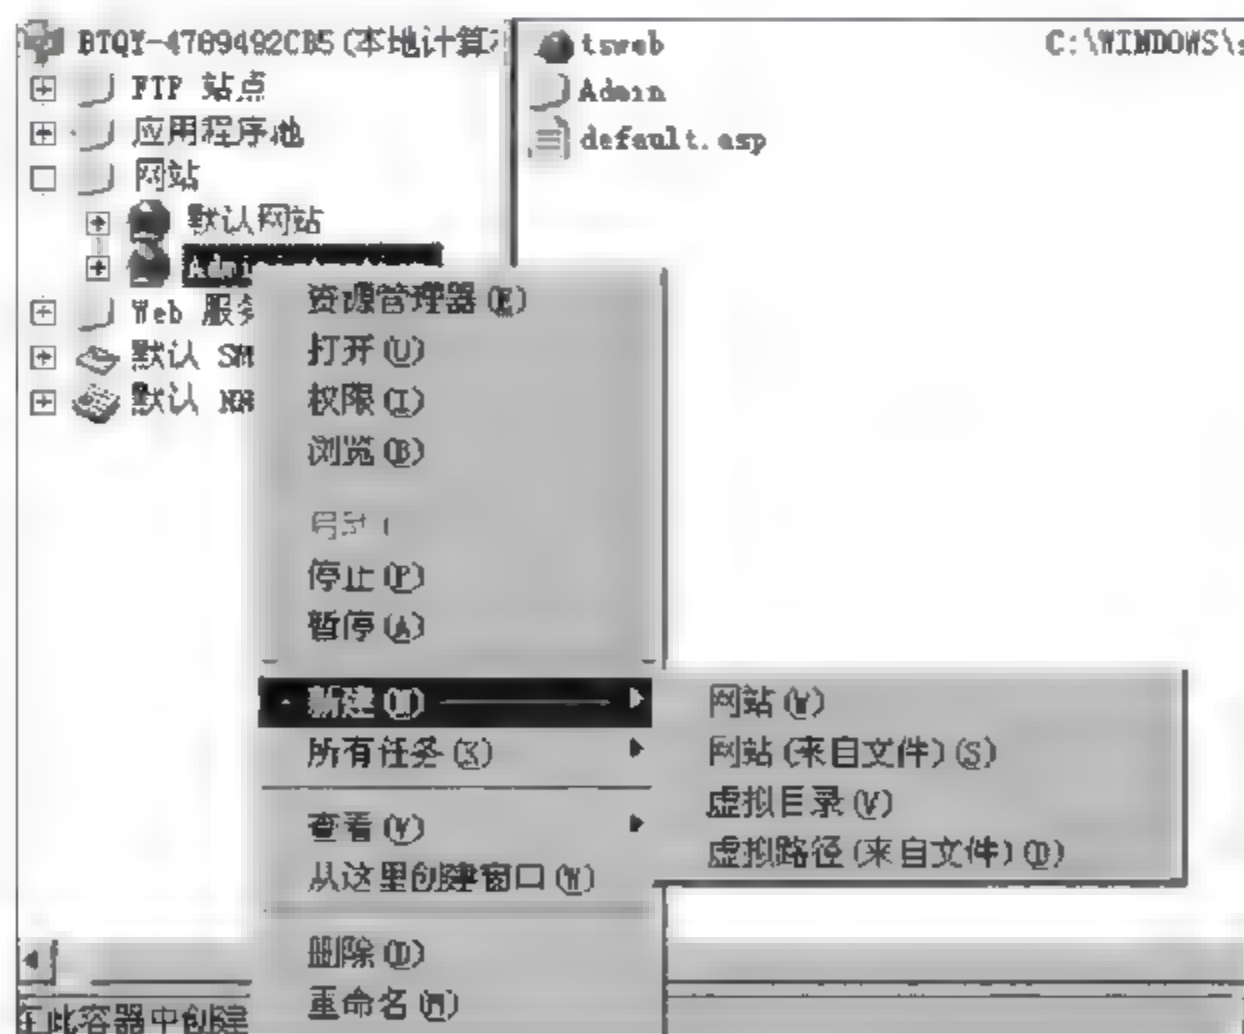 BTQY-4789492CB5(本地计算
FTP 站点
应用程序池
网站
默认网站
Web 服务
默认 SM
默认 NN
tsweb
C:\WINDOWS\s
Admin
default.asp
资源管理器(E)
打开(U)
权限(I)
浏览(B)
停止(P)
暂停(A)
新建(N)
所有任务(K)
查看(V)
从这里创建窗口(W)
删除(D)
重命名(M)
网站(W)
网站(来自文件)(S)
虚拟目录(V)
虚拟路径(来自文件)(D)
在此容器中创建